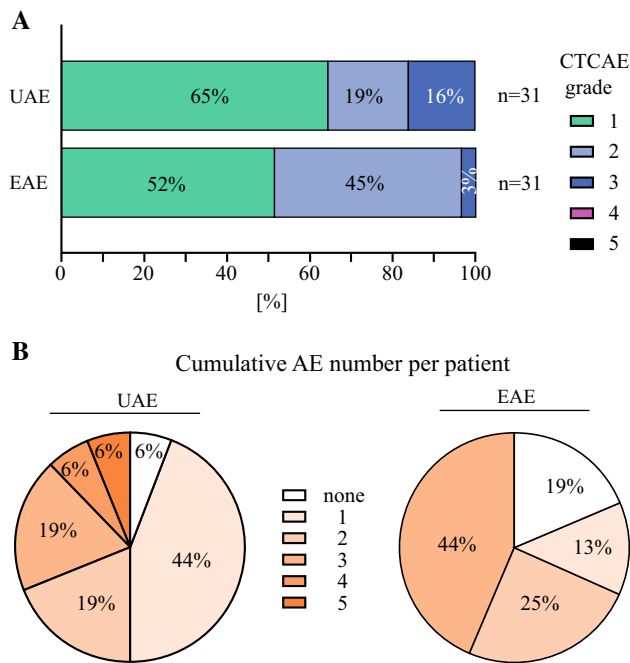 A
CTCAE
grade
UAE
65%
19%
16%
n=31
1
2
EAE
52%
45%
3%
n=31
3
4
5
0
20
40
60
80
100
[%]
B
Cumulative AE number per patient
UAE
EAE
6%
44%
19%
19%
6%
6%
none
1
2
3
4
5
19%
13%
25%
44%